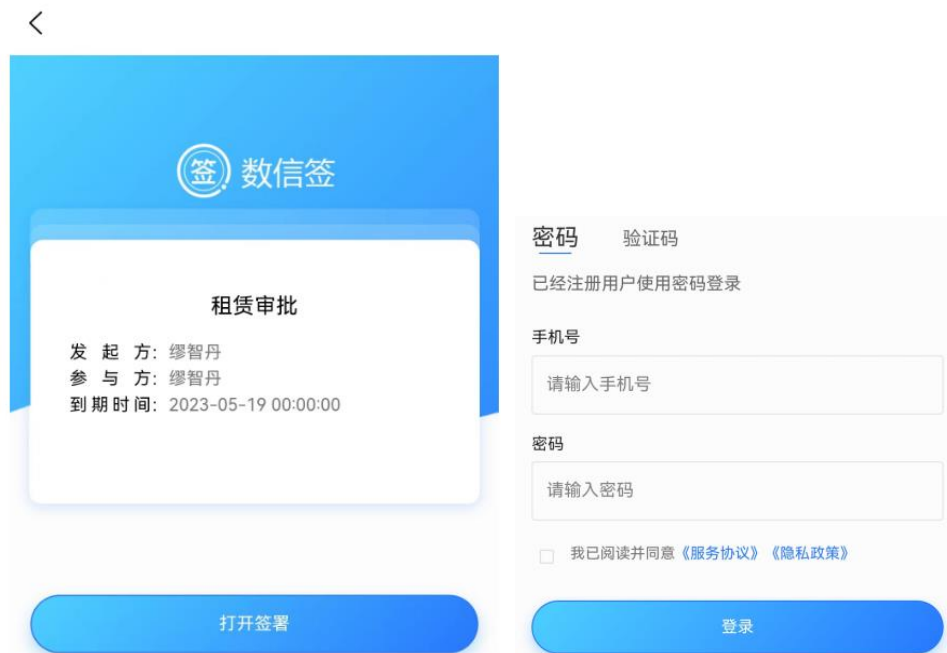 签 数信签
租赁审批
发 起 方: 缪智丹
参 与 方: 缪智丹
到期时间: 2023-05-19 00:00:00
打开签署
密码 验证码
已经注册用户使用密码登录
手机号
请输入手机号
密码
请输入密码
我已阅读并同意《服务协议》《隐私政策》
登录